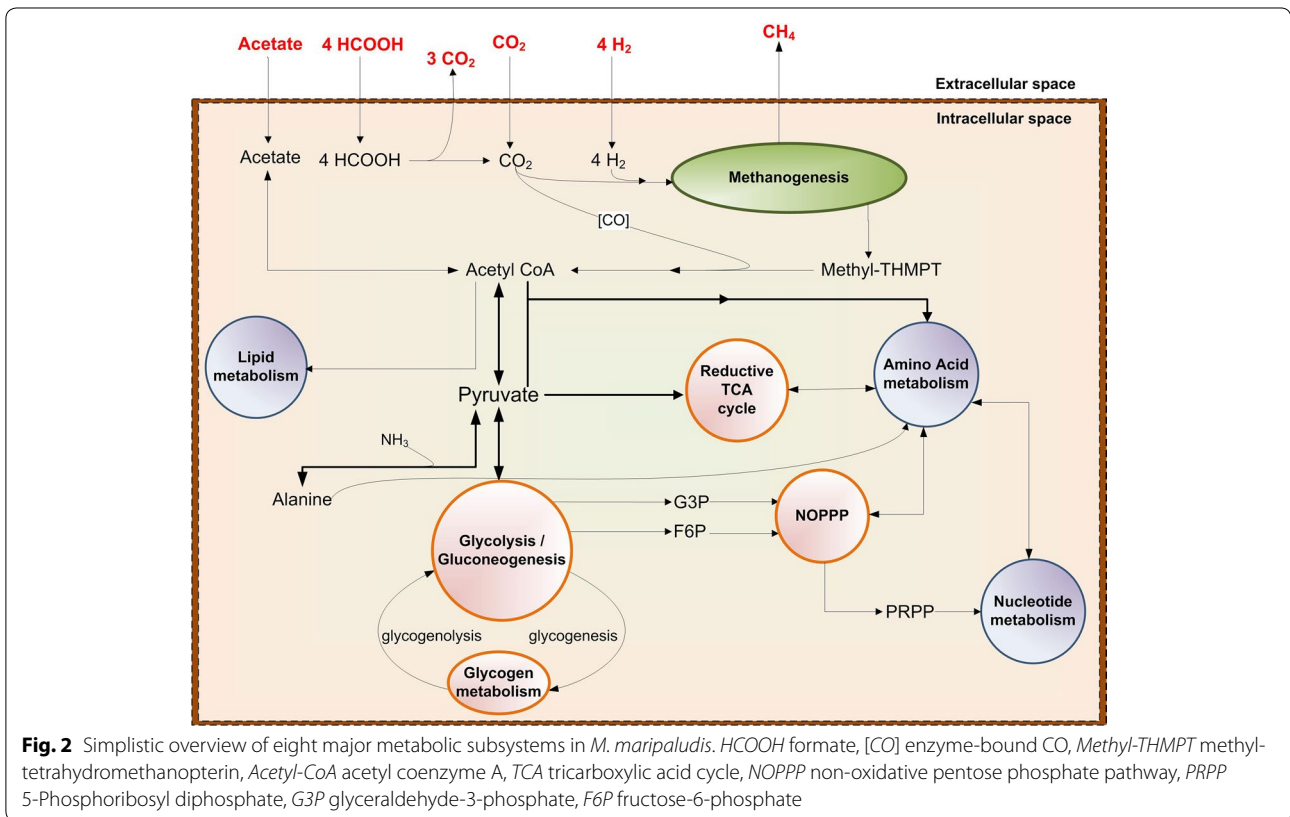 Acetate
4 HCOOH
3 CO₂
CO₂
4 H₂
CH₄
Extracellular space
Intracellular space
Acetate
4 HCOOH
CO₂
4 H₂
Methanogenesis
[CO]
Acetyl CoA
Methyl-THMPT
Lipid
metabolism
Reductive
TCA
cycle
Amino Acid
metabolism
Pyruvate
NH₃
Alanine
G3P
F6P
NOPPP
Glycolysis /
Gluconeogenesis
PRPP
Nucleotide
metabolism
glycogenolysis
glycogenesis
Glycogen
metabolism
Fig. 2 Simplistic overview of eight major metabolic subsystems in M. maripaludis. HCOOH formate, [CO] enzyme-bound CO, Methyl-THMPT methyl-
tetrahydromethanopterin, Acetyl-CoA acetyl coenzyme A, TCA tricarboxylic acid cycle, NOPPP non-oxidative pentose phosphate pathway, PRPP
5-Phosphoribosyl diphosphate, G3P glyceraldehyde-3-phosphate, F6P fructose-6-phosphate